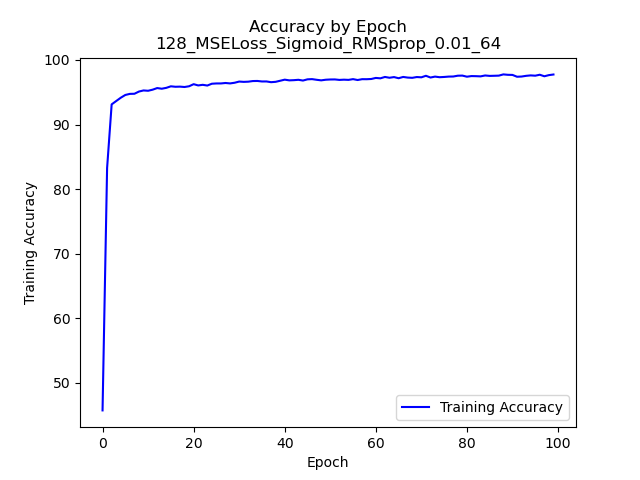 Accuracy by Epoch
128_MSELoss_Sigmoid_RMSprop_0.01_64
100
90
80
70
60
50
Training Accuracy
Training Accuracy
0 20 40 60 80 100
Epoch